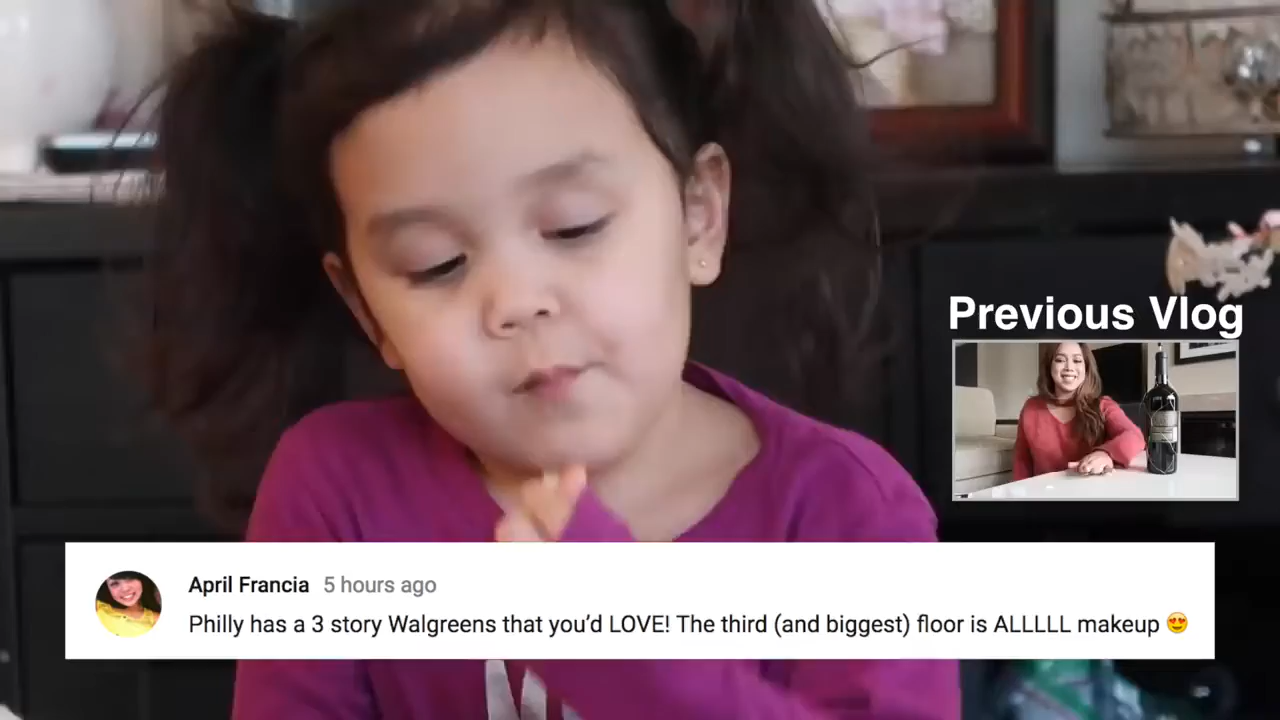 Previous Vlog
April Francia 5 hours ago
Philly has a 3 story Walgreens that you’d LOVE! The third (and biggest) floor is ALLLLL makeup 😍